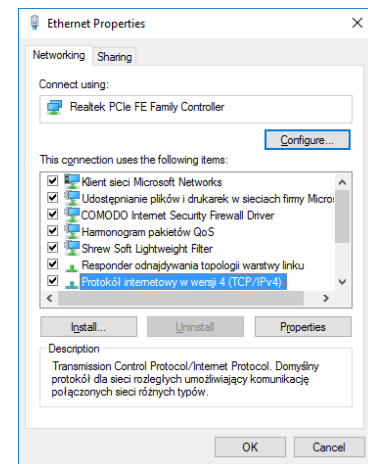 Ethernet Properties
Networking
Sharing
Connect using:
Realtek PCIe FE Family Controller
Configure...
This connection uses the following items:
Klient sieci Microsoft Networks
Udostępnianie plików i drukarek w sieciach firmy Micro
COMODO Internet Security Firewall Driver
Harmonogram pakietów QoS
Shrew Soft Lightweight Filter
Responder odnajdywania topologii warstwy linku
Protokół internetowy w wersji 4 (TCP/IPv4)
Install...
Uninstall
Properties
Description
Transmission Control Protocol/Internet Protocol. Domyślny
protokół dla sieci rozległych umożliwiający komunikację
połączonych sieci różnych typów.
OK
Cancel